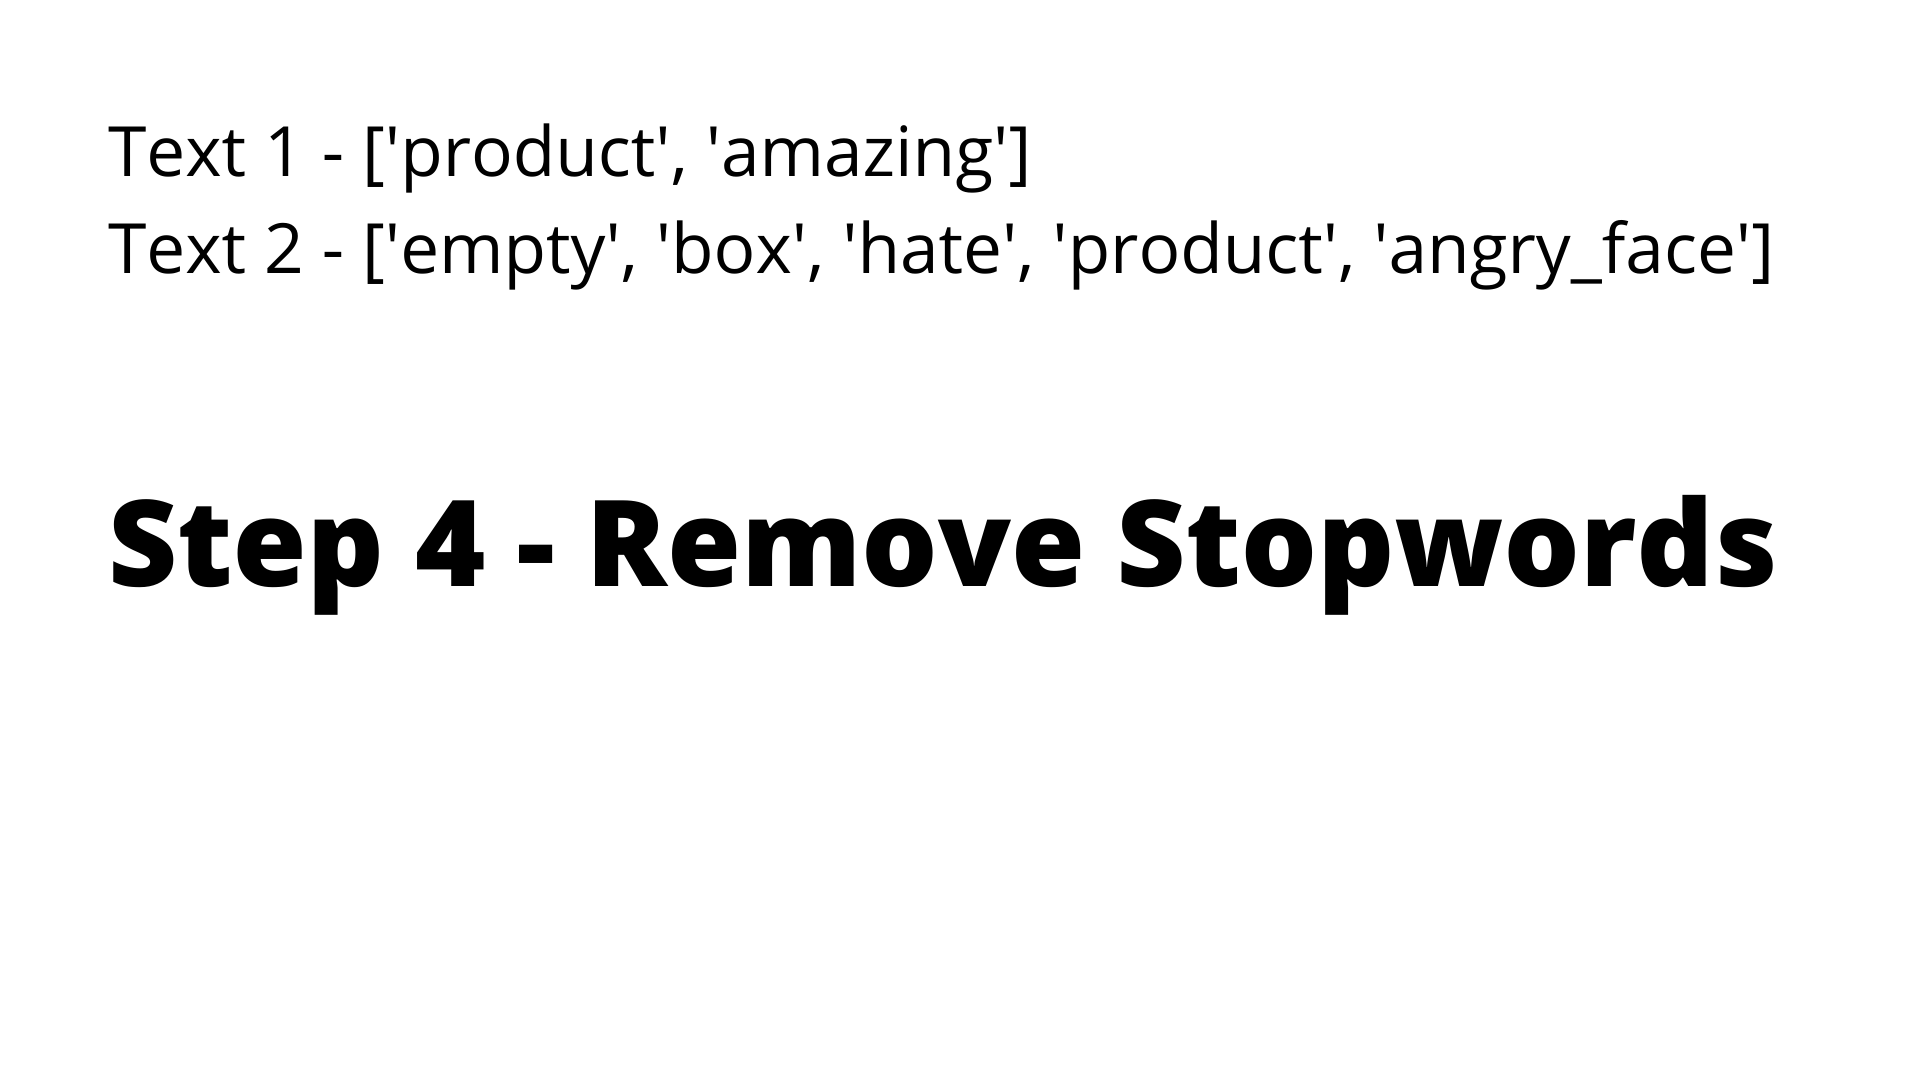 Text 1 - ['product', 'amazing']
Text 2 - ['empty', 'box', 'hate', 'product', 'angry_face']
Step 4 - Remove Stopwords